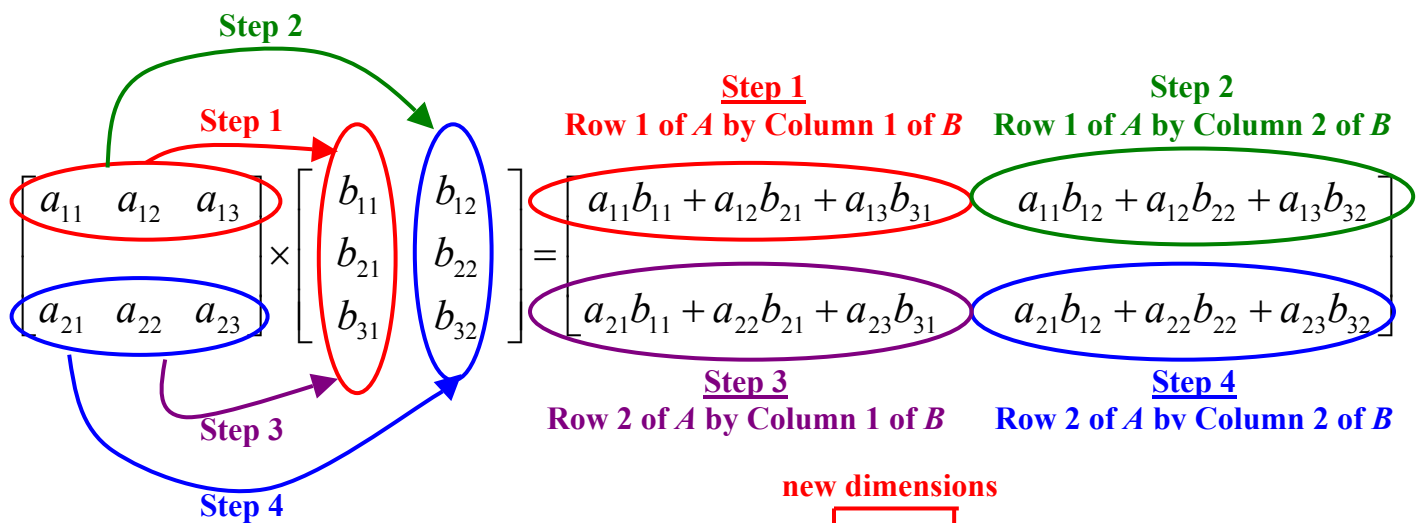 Step 2
Step 1
Step 1
Row 1 of A by Column 1 of B
Step 2
Row 1 of A by Column 2 of B
[a₁₁ a₁₂ a₁₃
a₂₁ a₂₂ a₂₃] × [b₁₁ b₁₂
b₂₁ b₂₂
b₃₁ b₃₂] = [a₁₁b₁₁ + a₁₂b₂₁ + a₁₃b₃₁ a₁₁b₁₂ + a₁₂b₂₂ + a₁₃b₃₂
a₂₁b₁₁ + a₂₂b₂₁ + a₂₃b₃₁ a₂₁b₁₂ + a₂₂b₂₂ + a₂₃b₃₂]
Step 3
Step 4
Step 3
Row 2 of A by Column 1 of B
Step 4
Row 2 of A by Column 2 of B
new dimensions